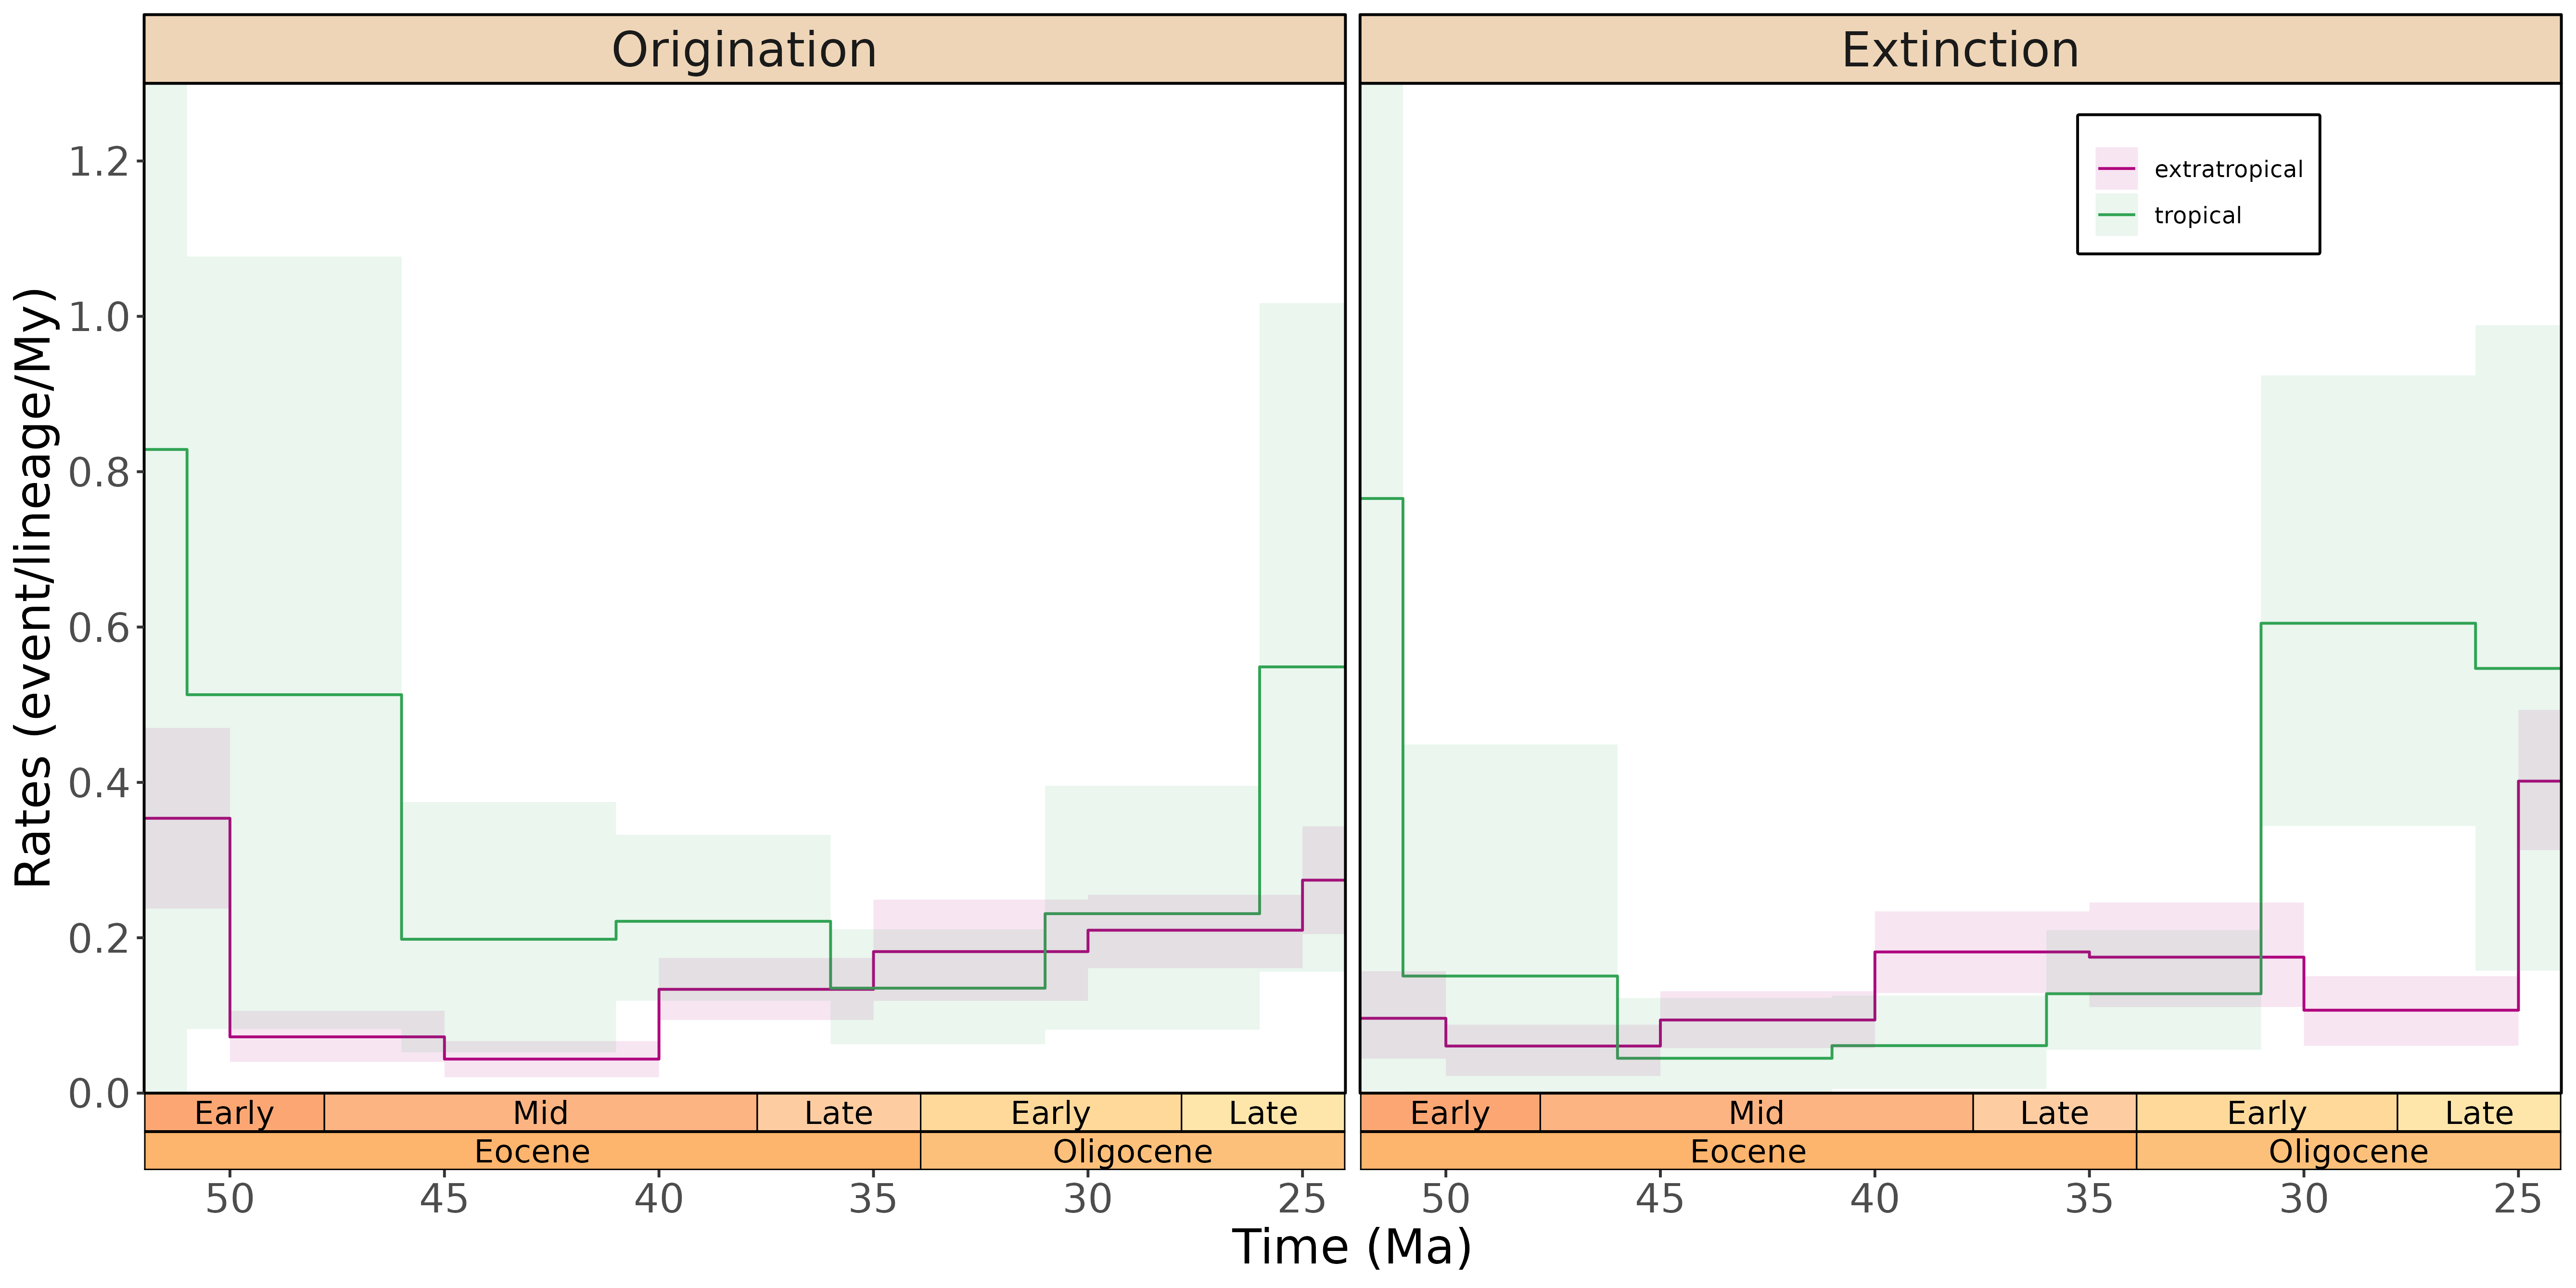 Origination Extinction
extratropical
tropical
Rates (event/lineage/My)
1.2
1.0
0.8
0.6
0.4
0.2
0.0
Early Mid Late Early Late Early Mid Late Early Late
Eocene Oligocene Eocene Oligocene
50 45 40 35 30 25 50 45 40 35 30 25
Time (Ma)